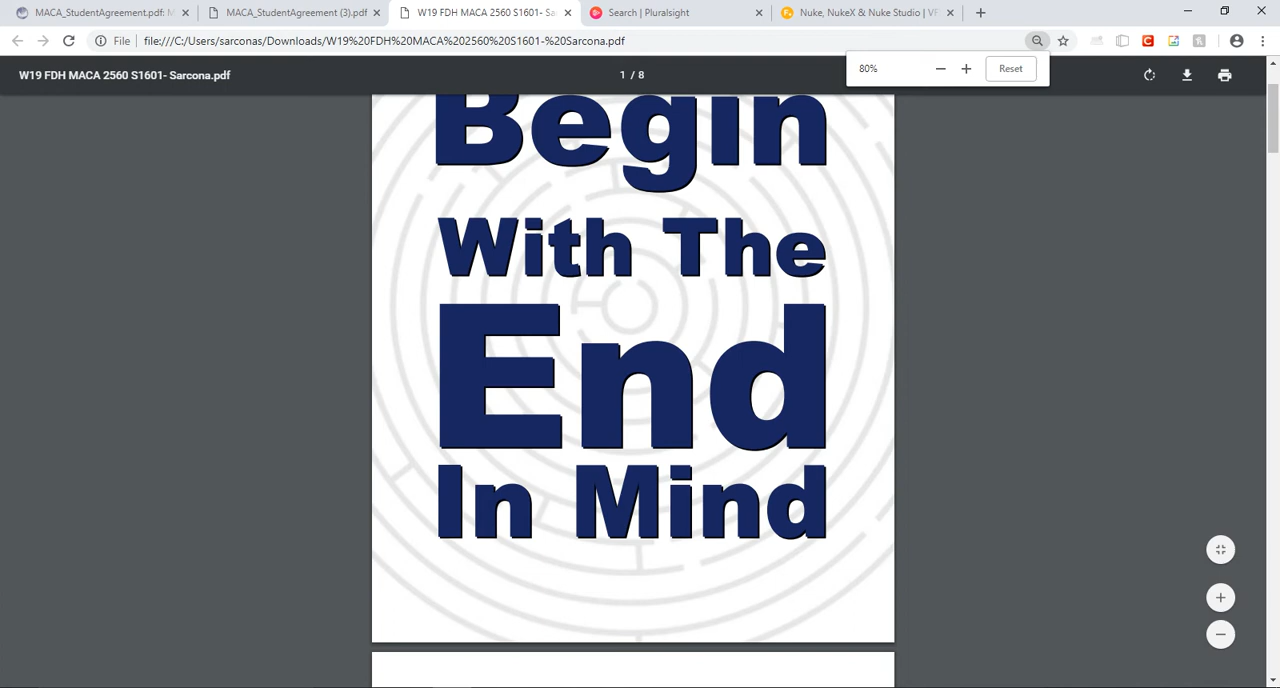 MACA_StudentAgreement.pdf: M
MACA_StudentAgreement (3).pdf
W19 FDH MACA 2560 S1601- Sa
Search | Pluralsight
Nuke, NukeX & Nuke Studio | VF
File
file:///C:/Users/sarconas/Downloads/W19%20FDH%20MACA%202560%20S1601-%20Sarcona.pdf
80%
Reset
W19 FDH MACA 2560 S1601- Sarcona.pdf
1 / 8
Begin
With The
End
In Mind